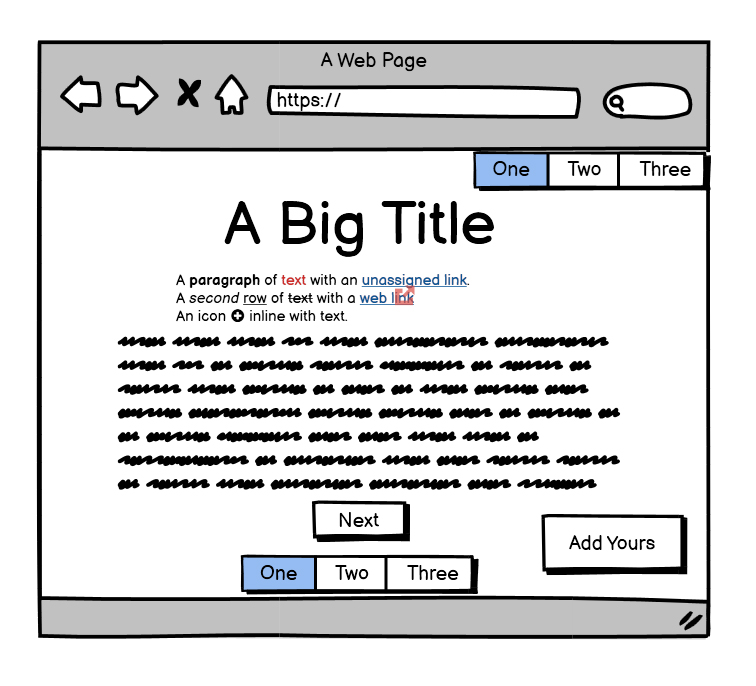 A Web Page
https://
One Two Three
A Big Title
A paragraph of text with an unassigned link.
A second row of text with a web link
An icon inline with text.
Next
Add Yours
One Two Three